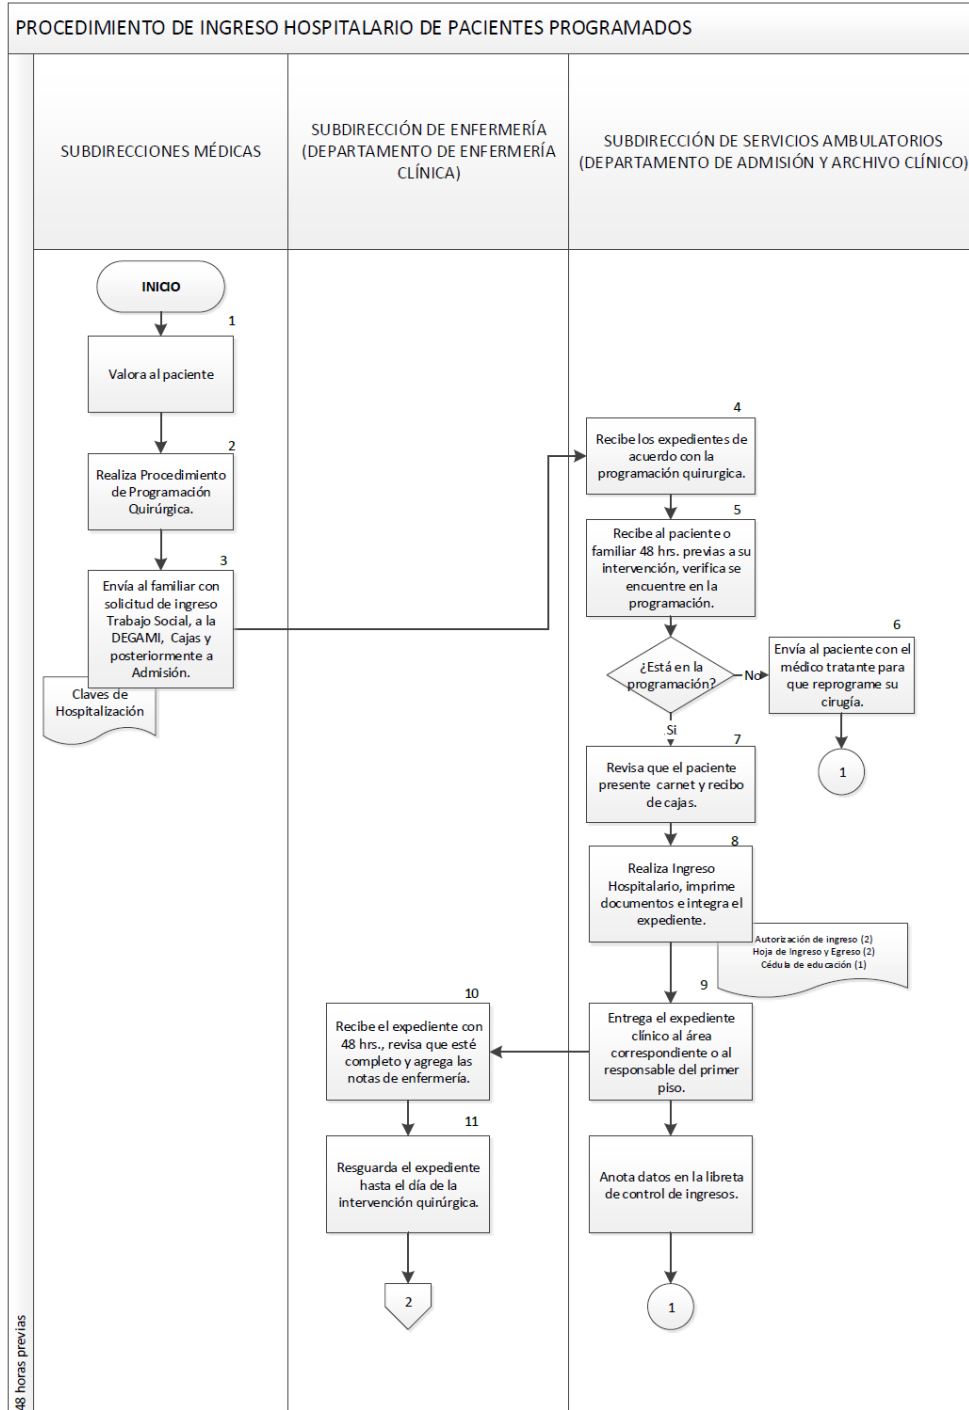 PROCEDIMIENTO DE INGRESO HOSPITALARIO DE PACIENTES PROGRAMADOS
SUBDIRECCIONES MÉDICAS
SUBDIRECCIÓN DE ENFERMERÍA
(DEPARTAMENTO DE ENFERMERÍA
CLÍNICA)
SUBDIRECCIÓN DE SERVICIOS AMBULATORIOS
(DEPARTAMENTO DE ADMISIÓN Y ARCHIVO CLÍNICO)
48 horas previas
INICIO
1
Valora al paciente
2
Realiza Procedimiento
de Programación
Quirúrgica.
3
Envía al familiar con
solicitud de ingreso
Trabajo Social, a la
DEGAMI, Cajas y
posteriormente a
Admisión.
Claves de
Hospitalización
4
Recibe los expedientes de
acuerdo con la
programación quirurgica.
5
Recibe al paciente o
familiar 48 hrs. previas a su
intervención, verifica se
encuentre en la
programación.
¿Está en la
programación?
No
6
Envía al paciente con el
médico tratante para
que reprograme su
cirugía.
1
Si
7
Revisa que el paciente
presente carnet y recibo
de cajas.
8
Realiza Ingreso
Hospitalario, imprime
documentos e integra el
expediente.
Autorización de ingreso (2)
Hoja de Ingreso y Egreso (2)
Cédula de educación (1)
9
Entrega el expediente
clínico al área
correspondiente o al
responsable del primer
piso.
10
Recibe el expediente con
48 hrs., revisa que esté
completo y agrega las
notas de enfermería.
11
Resguarda el expediente
hasta el día de la
intervención quirúrgica.
2
Anota datos en la libreta
de control de ingresos.
1